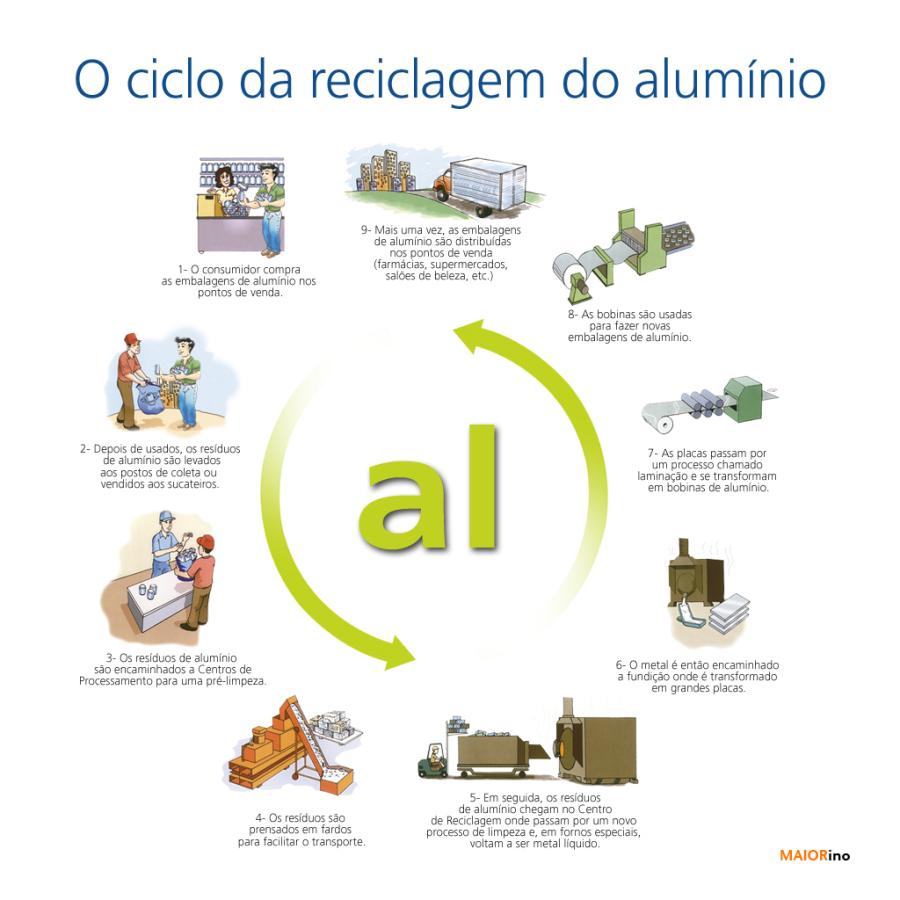 O ciclo da reciclagem do alumínio
1- O consumidor compra
as embalagens de alumínio nos
pontos de venda.
2- Depois de usados, os resíduos
de alumínio são levados
aos postos de coleta ou
vendidos aos sucateiros.
3- Os resíduos de alumínio
são encaminhados a Centros de
Processamento para uma pré-limpeza.
4- Os resíduos são
prensados em fardos
para facilitar o transporte.
5- Em seguida, os resíduos
de alumínio chegam no Centro
de Reciclagem onde passam por um novo
processo de limpeza e, em fornos especiais,
voltam a ser metal líquido.
6- O metal é então encaminhado
a fundição onde é transformado
em grandes placas.
7- As placas passam por
um processo chamado
laminação e se transformam
em bobinas de alumínio.
8- As bobinas são usadas
para fazer novas
embalagens de alumínio.
9- Mais uma vez, as embalagens
de alumínio são distribuídas
nos pontos de venda
(farmácias, supermercados,
salões de beleza, etc.)
al
MAIORino